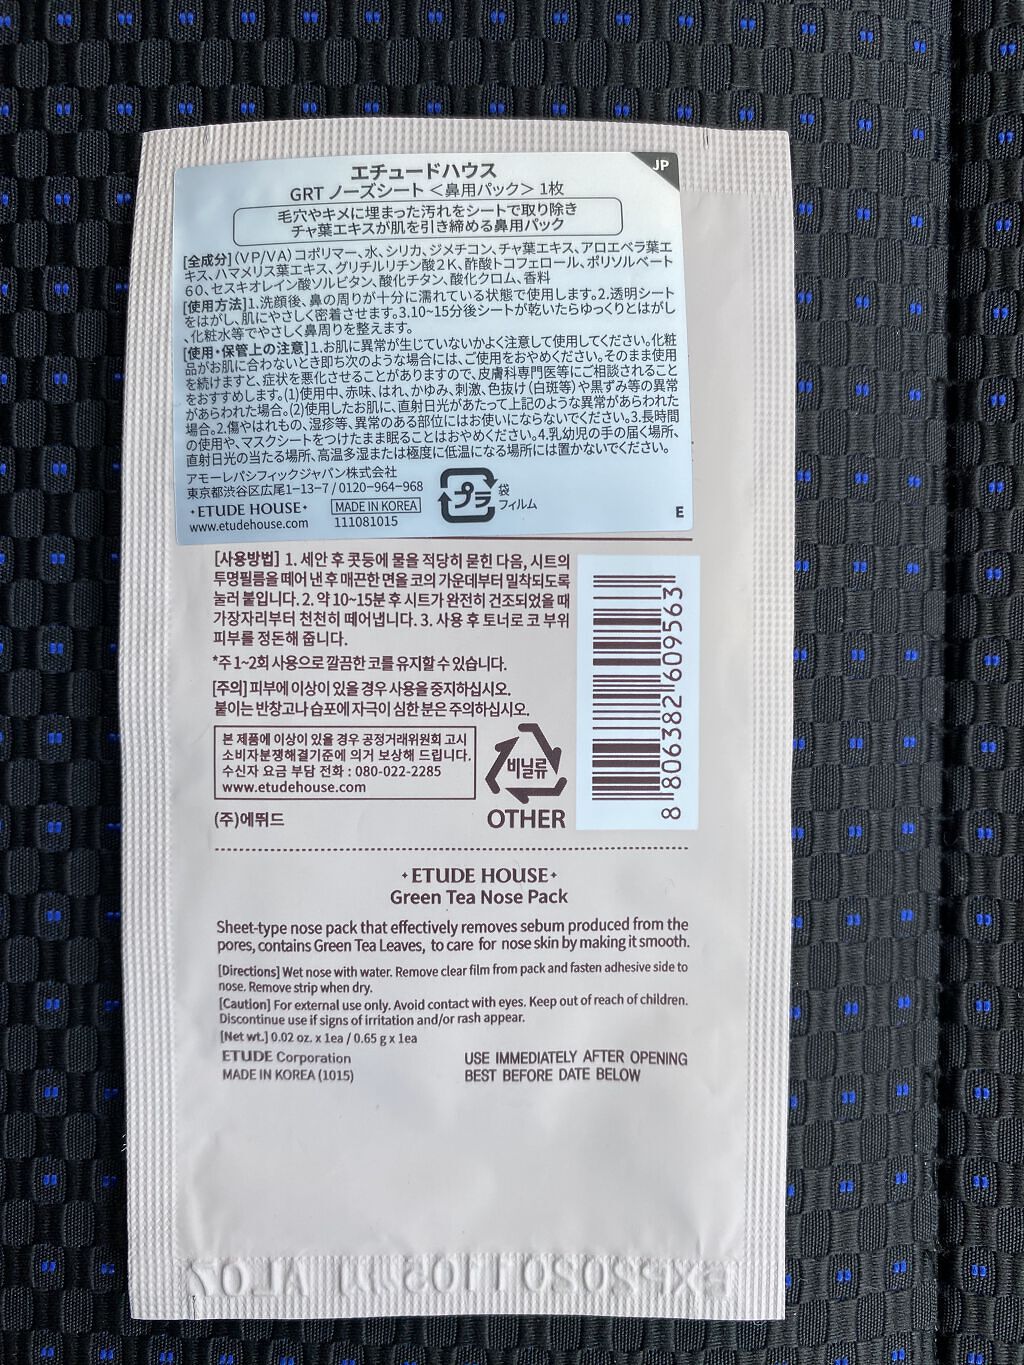 JP
エチュードハウス
GRT ノーズシート＜鼻用パック＞1枚
毛穴やキメに埋まった汚れをシートで取り除き
チャ葉エキスが肌を引き締める鼻用パック
[全成分](VP/VA)コポリマー、水、シリカ、ジメチコン、チャ葉エキス、アロエベラ葉エ
キス、ハマメリス葉エキス、グリチルリチン酸2K、酢酸トコフェロール、ポリソルベート
60、セスキオレイン酸ソルビタン、酸化チタン、酸化クロム、香料
[使用方法]1.洗顔後、鼻の周りが十分に濡れている状態で使用します。2.透明シート
をはがし、肌にやさしく密着させます。3.10~15分後シートが乾いたらゆっくりとはがし
、化粧水等でやさしく鼻周りを整えます。
[使用・保管上の注意]1.お肌に異常が生じていないかよく注意して使用してください。化粧
品がお肌に合わないとき即ち次のような場合には、ご使用をおやめください。そのまま使用
を続けますと、症状を悪化させることがありますので、皮膚科専門医等にご相談されること
をおすすめします。(1)使用中、赤味、はれ、かゆみ、刺激、色抜け(白斑等)や黒ずみ等の異常
があらわれた場合。(2)使用したお肌に、直射日光があたって上記のような異常があらわれた
場合。2.傷やはれもの、湿疹等、異常のある部位にはお使いにならないでください。3.長時間
の使用や、マスクシートをつけたまま眠ることはおやめください。4.乳幼児の手の届く場所、
直射日光の当たる場所、高温多湿または極度に低温になる場所には置かないでください。
アモーレパシフィックジャパン株式会社
東京都渋谷区広尾1-13-7 / 0120-964-968
ETUDE HOUSE MADE IN KOREA
www.etudehouse.com 111081015
プラ
袋
フィルム
E
[사용방법] 1. 세안 후 콧등에 물을 적당히 묻힌 다음, 시트의
투명필름을 떼어 낸 후 매끈한 면을 코의 가운데부터 밀착되도록
눌러 붙입니다. 2. 약 10~15분 후 시트가 완전히 건조되었을 때
가장자리부터 천천히 떼어냅니다. 3. 사용 후 토너로 코 부위
피부를 정돈해 줍니다.
*주 1~2회 사용으로 깔끔한 코를 유지할 수 있습니다.
[주의] 피부에 이상이 있을 경우 사용을 중지하십시오.
붙이는 반창고나 습포에 자극이 심한 분은 주의하십시오.
본 제품에 이상이 있을 경우 공정거래위원회 고시
소비자분쟁해결기준에 의거 보상해 드립니다.
수신자 요금 부담 전화 : 080-022-2285
www.etudehouse.com
(주)에뛰드
비닐류
OTHER
8 806382 609563
ETUDE HOUSE
Green Tea Nose Pack
Sheet-type nose pack that effectively removes sebum produced from the
pores, contains Green Tea Leaves, to care for nose skin by making it smooth.
[Directions] Wet nose with water. Remove clear film from pack and fasten adhesive side to
nose. Remove strip when dry.
[Caution] For external use only. Avoid contact with eyes. Keep out of reach of children.
Discontinue use if signs of irritation and/or rash appear.
[Net wt.] 0.02 oz. x 1ea / 0.65 g x 1ea
ETUDE Corporation
MADE IN KOREA (1015)
USE IMMEDIATELY AFTER OPENING
BEST BEFORE DATE BELOW